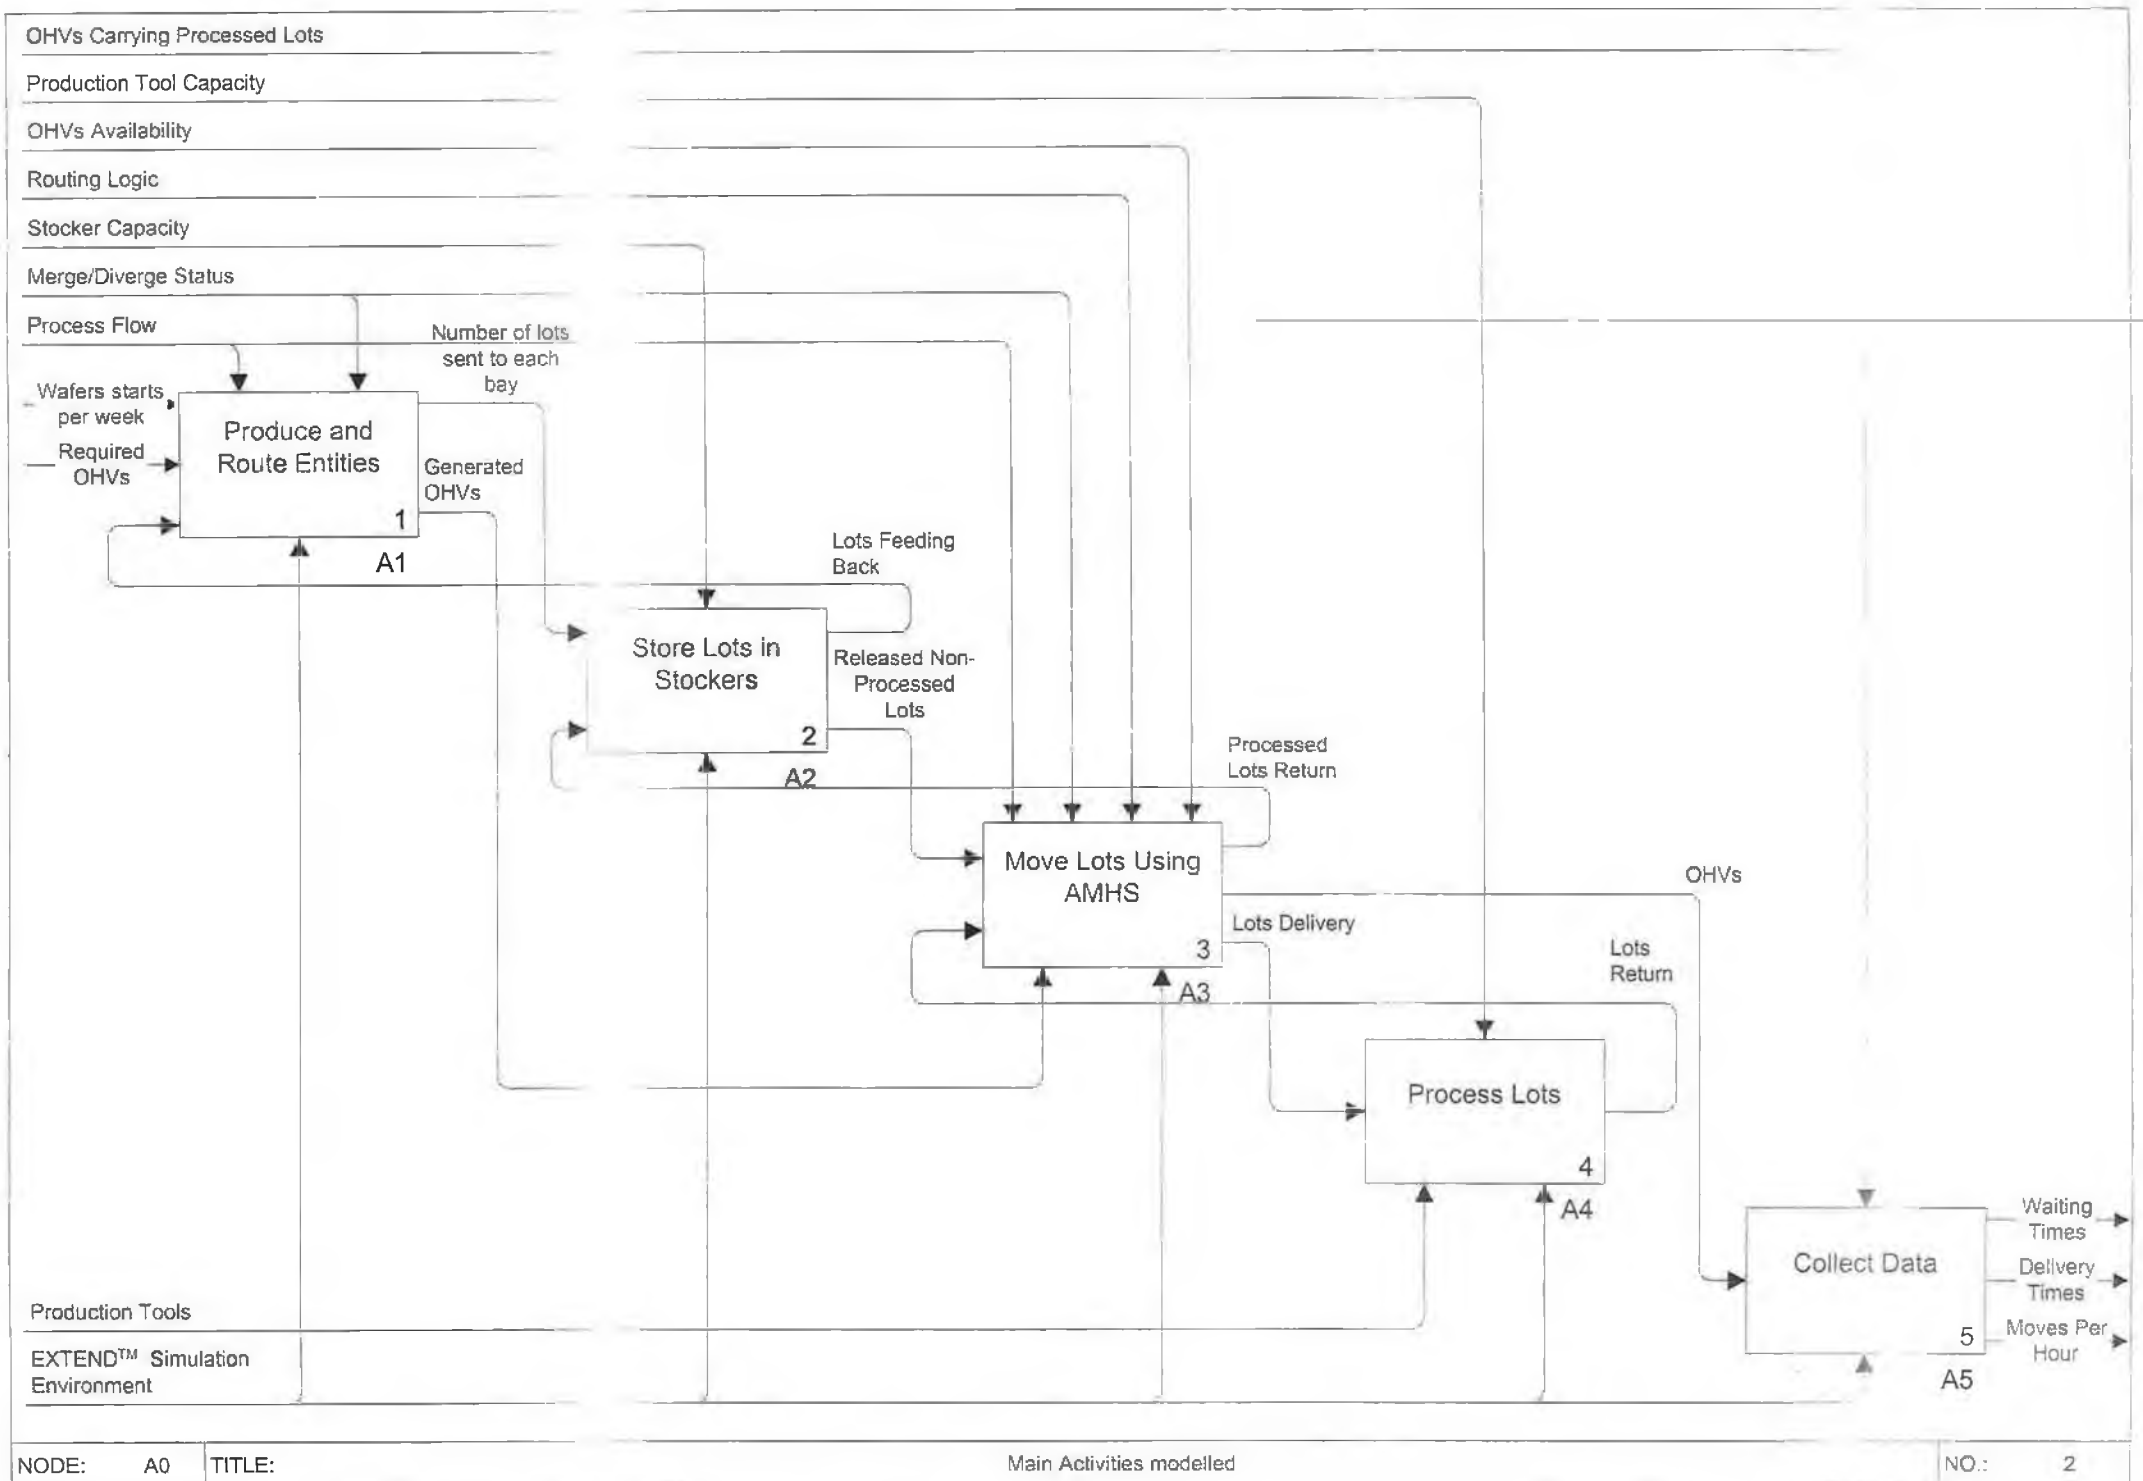 OHVs Carrying Processed Lots
Production Tool Capacity
OHVs Availability
Routing Logic
Stocker Capacity
Merge/Diverge Status
Process Flow
Number of lots
sent to each
bay
Wafers starts
per week
Required
OHVs
Produce and
Route Entities
1
A1
Generated
OHVs
Lots Feeding
Back
Store Lots in
Stockers
2
A2
Released Non-
Processed
Lots
Processed
Lots Return
Move Lots Using
AMHS
3
A3
OHVs
Lots Delivery
Lots
Return
Process Lots
4
A4
Collect Data
5
A5
Waiting
Times
Delivery
Times
Moves Per
Hour
Production Tools
EXTEND™ Simulation
Environment
NODE: A0 TITLE: Main Activities modelled NO.: 2